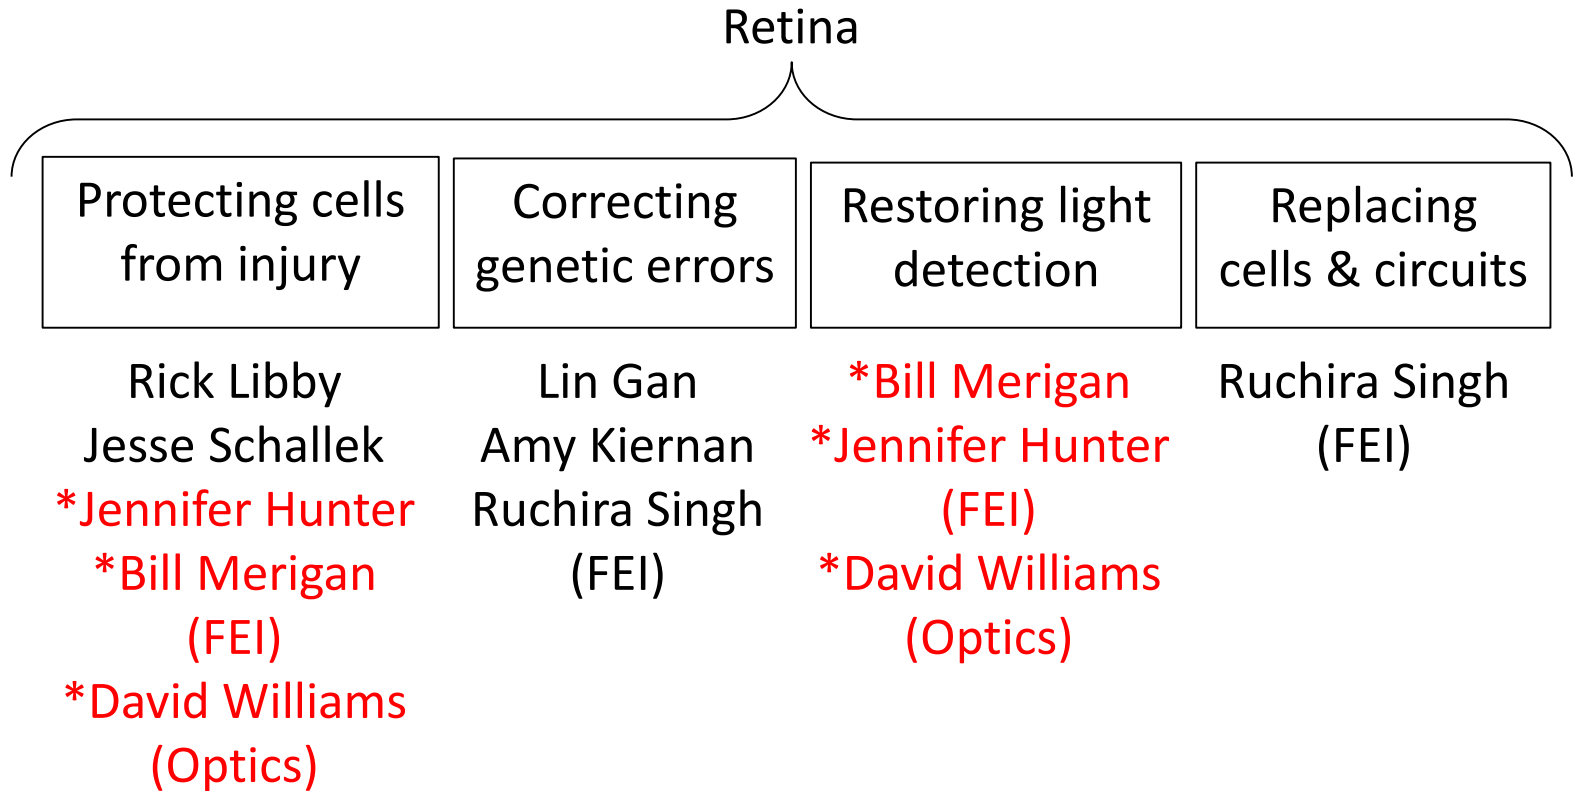 Retina
Protecting cells
from injury
Rick Libby
Jesse Schallek
*Jennifer Hunter
*Bill Merigan
(FEI)
*David Williams
(Optics)
Correcting
genetic errors
Lin Gan
Amy Kiernan
Ruchira Singh
(FEI)
Restoring light
detection
*Bill Merigan
*Jennifer Hunter
(FEI)
*David Williams
(Optics)
Replacing
cells & circuits
Ruchira Singh
(FEI)